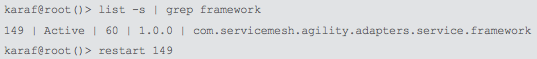 karaf@root()> list -s | grep framework
149 | Active | 60 | 1.0.0 | com.servicemesh.agility.adapters.service.framework
karaf@root()> restart 149